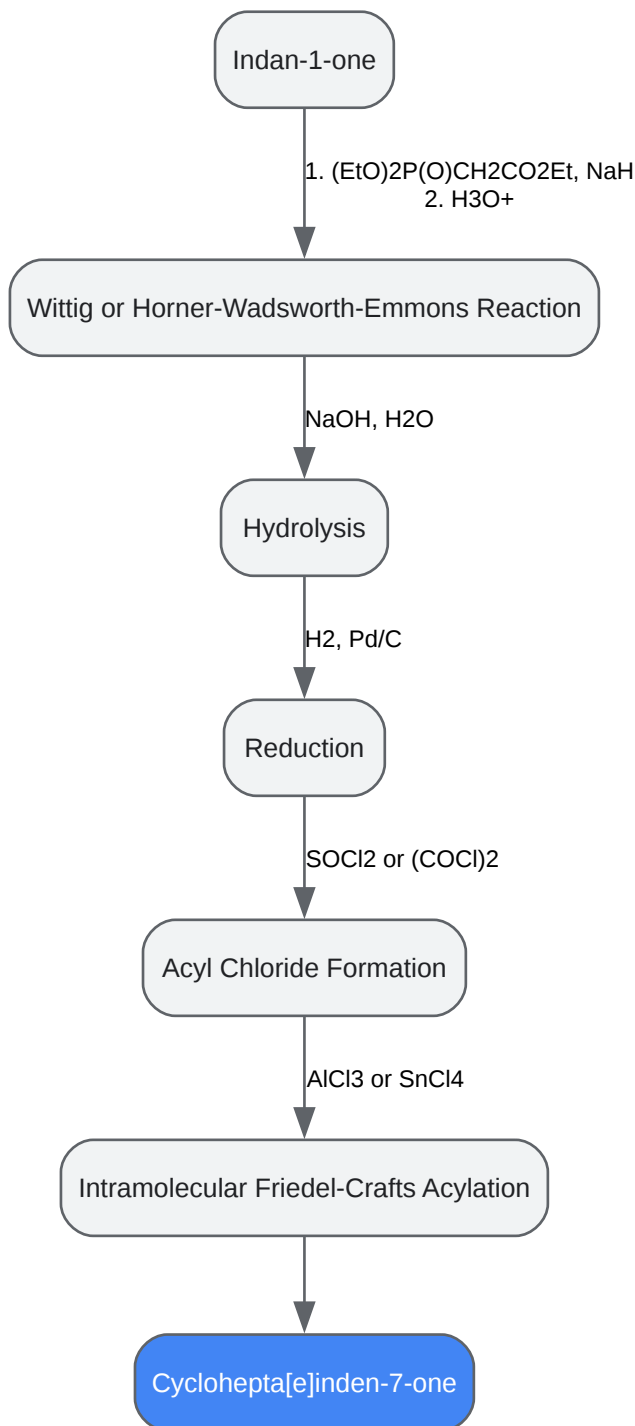 Indan-1-one
1. (EtO)2P(O)CH2CO2Et, NaH
2. H3O+
Wittig or Horner-Wadsworth-Emmons Reaction
NaOH, H2O
Hydrolysis
H2, Pd/C
Reduction
SOCl2 or (COCl)2
Acyl Chloride Formation
AlCl3 or SnCl4
Intramolecular Friedel-Crafts Acylation
Cyclohepta[e]inden-7-one